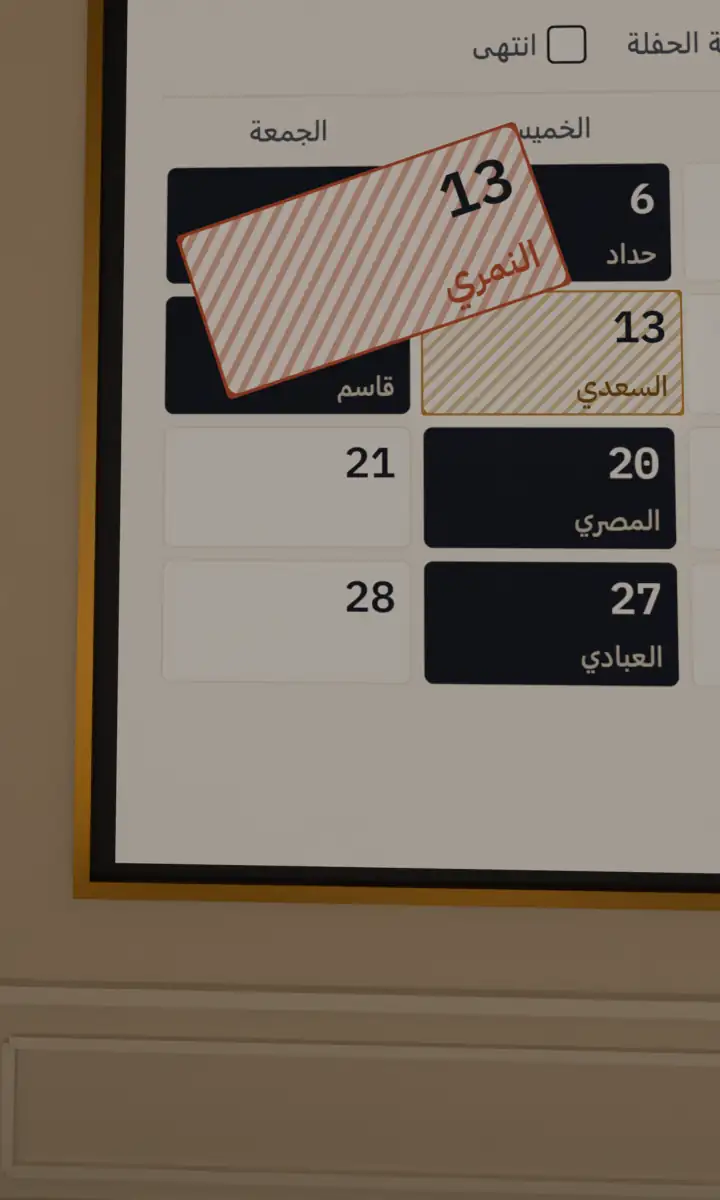 الحفلة
انتهى
الخميس
الجمعة
6
حداد
13
النمري
13
السعدي
قاسم
20
المصري
21
27
العبادي
28